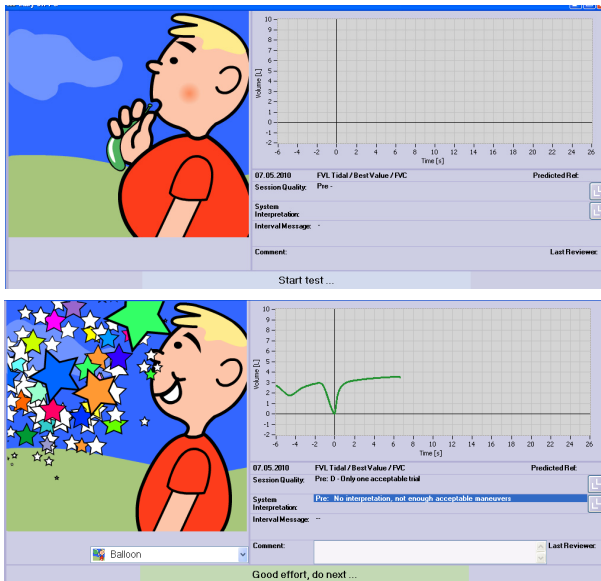 10
9
8
7
6
5
4
3
2
1
0
-1
-2
Volume [L]
-6 -4 -2 0 2 4 6 8 10 12 14 16 18 20 22 24 26
Time [s]
07.05.2010 FVL Tidal / Best Value / FVC Predicted Ref:
Session Quality: Pre -
System
Interpretation: -
Interval Message: -
Comment: Last Reviewer:
Start test ...
10
9
8
7
6
5
4
3
2
1
0
-1
-2
Volume [L]
-6 -4 -2 0 2 4 6 8 10 12 14 16 18 20 22 24 26
Time [s]
07.05.2010 FVL Tidal / Best Value / FVC Predicted Ref:
Session Quality: Pre: D - Only one acceptable trial
System Pre: No interpretation, not enough acceptable maneuvers
Interpretation:
Interval Message: --
Comment: Last Reviewer:
Balloon
Good effort, do next ...